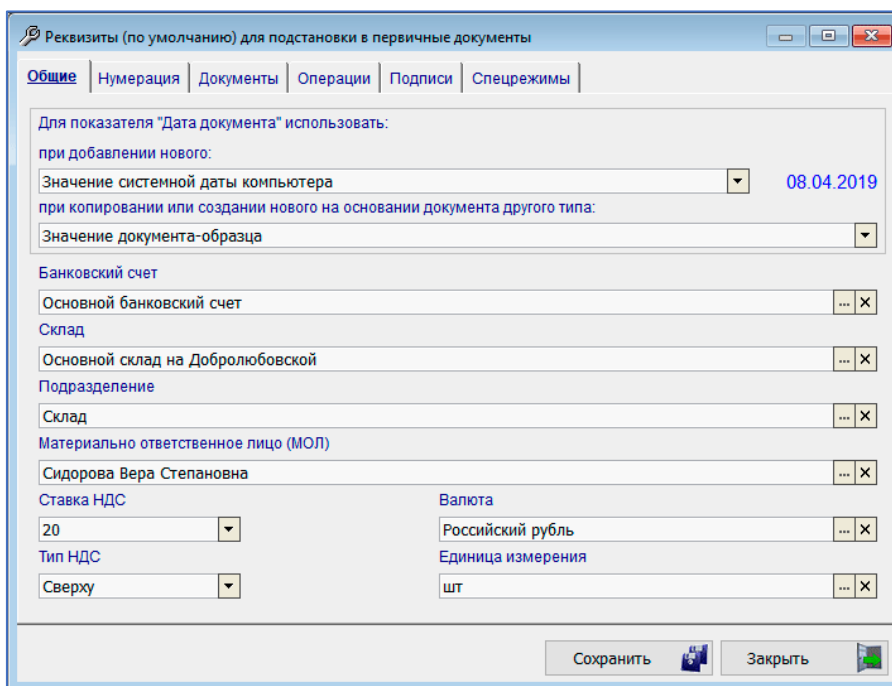 Реквизиты (по умолчанию) для подстановки в первичные документы
Общие Нумерация Документы Операции Подписи Спецрежимы
Для показателя "Дата документа" использовать:
при добавлении нового:
Значение системной даты компьютера 08.04.2019
при копировании или создании нового на основании документа другого типа:
Значение документа-образца
Банковский счет
Основной банковский счет ...
Склад
Основной склад на Добролюбовской ...
Подразделение
Склад ...
Материально ответственное лицо (МОЛ)
Сидорова Вера Степановна ...
Ставка НДС Валюта
20 Российский рубль ...
Тип НДС Единица измерения
Сверху шт ...
Сохранить Закрыть